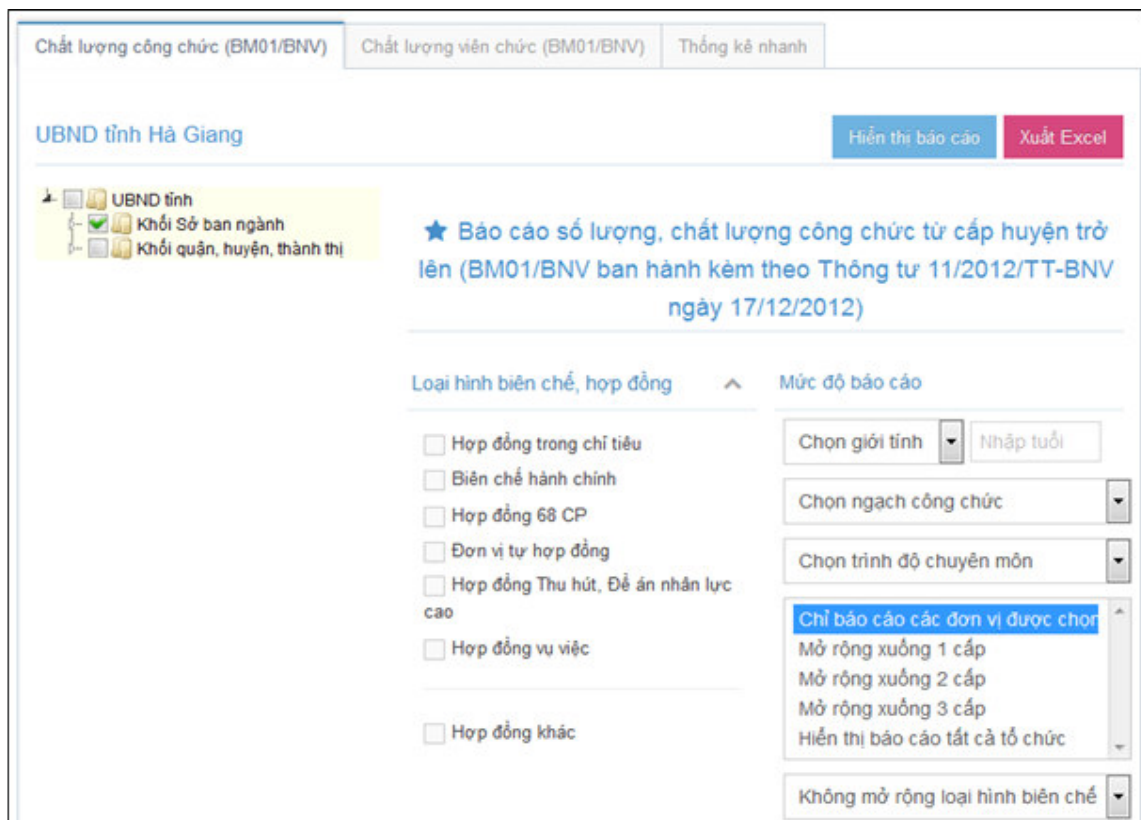 Chất lượng công chức (BM01/BNV)
Chất lượng viên chức (BM01/BNV)
Thống kê nhanh
UBND tỉnh Hà Giang
Hiển thị báo cáo
Xuất Excel
UBND tỉnh
Khối Sở ban ngành
Khối quận, huyện, thành thị
Báo cáo số lượng, chất lượng công chức từ cấp huyện trở
lên (BM01/BNV ban hành kèm theo Thông tư 11/2012/TT-BNV
ngày 17/12/2012)
Loại hình biên chế, hợp đồng
Hợp đồng trong chỉ tiêu
Biên chế hành chính
Hợp đồng 68 CP
Đơn vị tự hợp đồng
Hợp đồng Thu hút, Đề án nhân lực
cao
Hợp đồng vụ việc
Hợp đồng khác
Mức độ báo cáo
Chọn giới tính
Nhập tuổi
Chọn ngạch công chức
Chọn trình độ chuyên môn
Chỉ báo cáo các đơn vị được chọn
Mở rộng xuống 1 cấp
Mở rộng xuống 2 cấp
Mở rộng xuống 3 cấp
Hiển thị báo cáo tất cả tổ chức
Không mở rộng loại hình biên chế